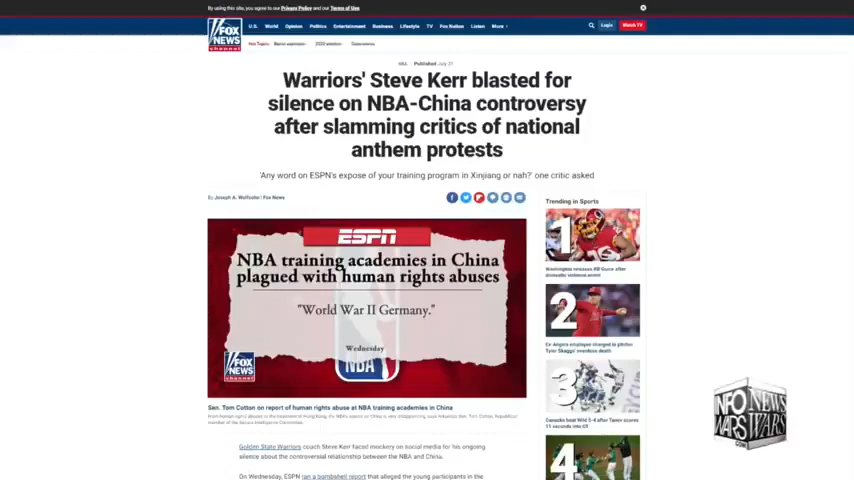 By using this site, you agree to our Privacy Policy and our Terms of Use
FOX
NEWS
channel
U.S. World Opinion Politics Entertainment Business Lifestyle TV Fox Nation Listen More
Login
Watch TV
Hot Topics
NBA Published July 31
Warriors' Steve Kerr blasted for
silence on NBA-China controversy
after slamming critics of national
anthem protests
'Any word on ESPN's expose of your training program in Xinjiang or nah?' one critic asked
By Joseph A. Wulfsohn | Fox News
ESPN
NBA training academies in China
plagued with human rights abuses
"World War II Germany."
Wednesday
NBA
FOX
NEWS
channel
Sen. Tom Cotton on report of human rights abuse at NBA training academies in China
Golden State Warriors coach Steve Kerr faced mockery on social media for his ongoing
silence about the controversial relationship between the NBA and China.
On Wednesday, ESPN ran a bombshell report that alleged the young participants in the
Trending in Sports
1
Washington releases RB Guice after
domestic violence arrest
2
Ex-Angels employee charged in pitcher
Tyler Skaggs' overdose death
3
Canucks beat Wild 5-4 after Tanev scores
11 seconds into OT
4
INFO
WARS
.COM
NEWS
WARS